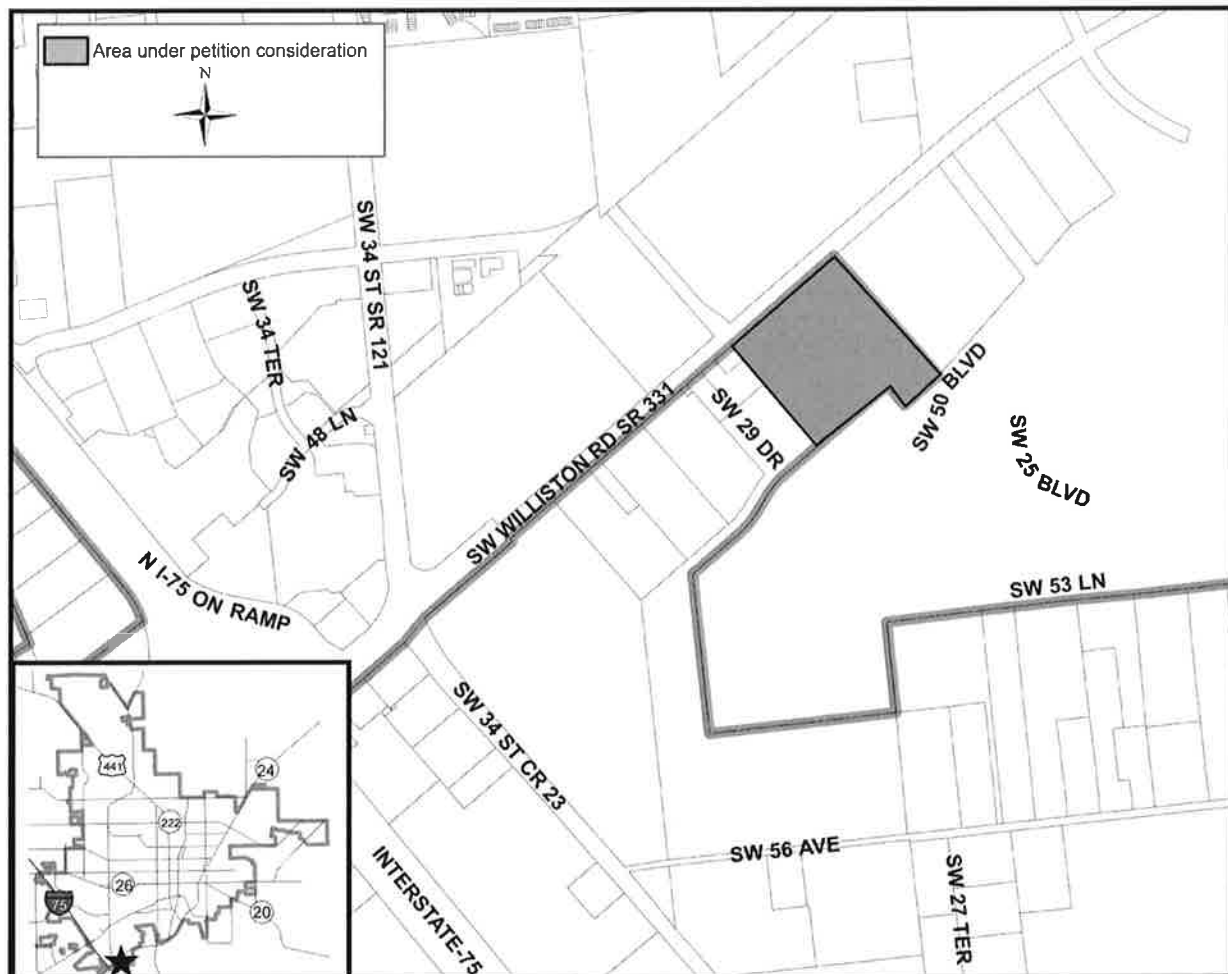 Area under petition consideration
N
SW 34 ST SR 121
SW 34 TER
SW 48 LN
SW WILLISTON RD SR 331
SW 29 DR
SW 50 BLVD
SW 25 BLVD
N I-75 ON RAMP
SW 53 LN
SW 34 ST CR 23
SW 56 AVE
SW 27 TER
INTERSTATE-75
441
24
222
26
75
20